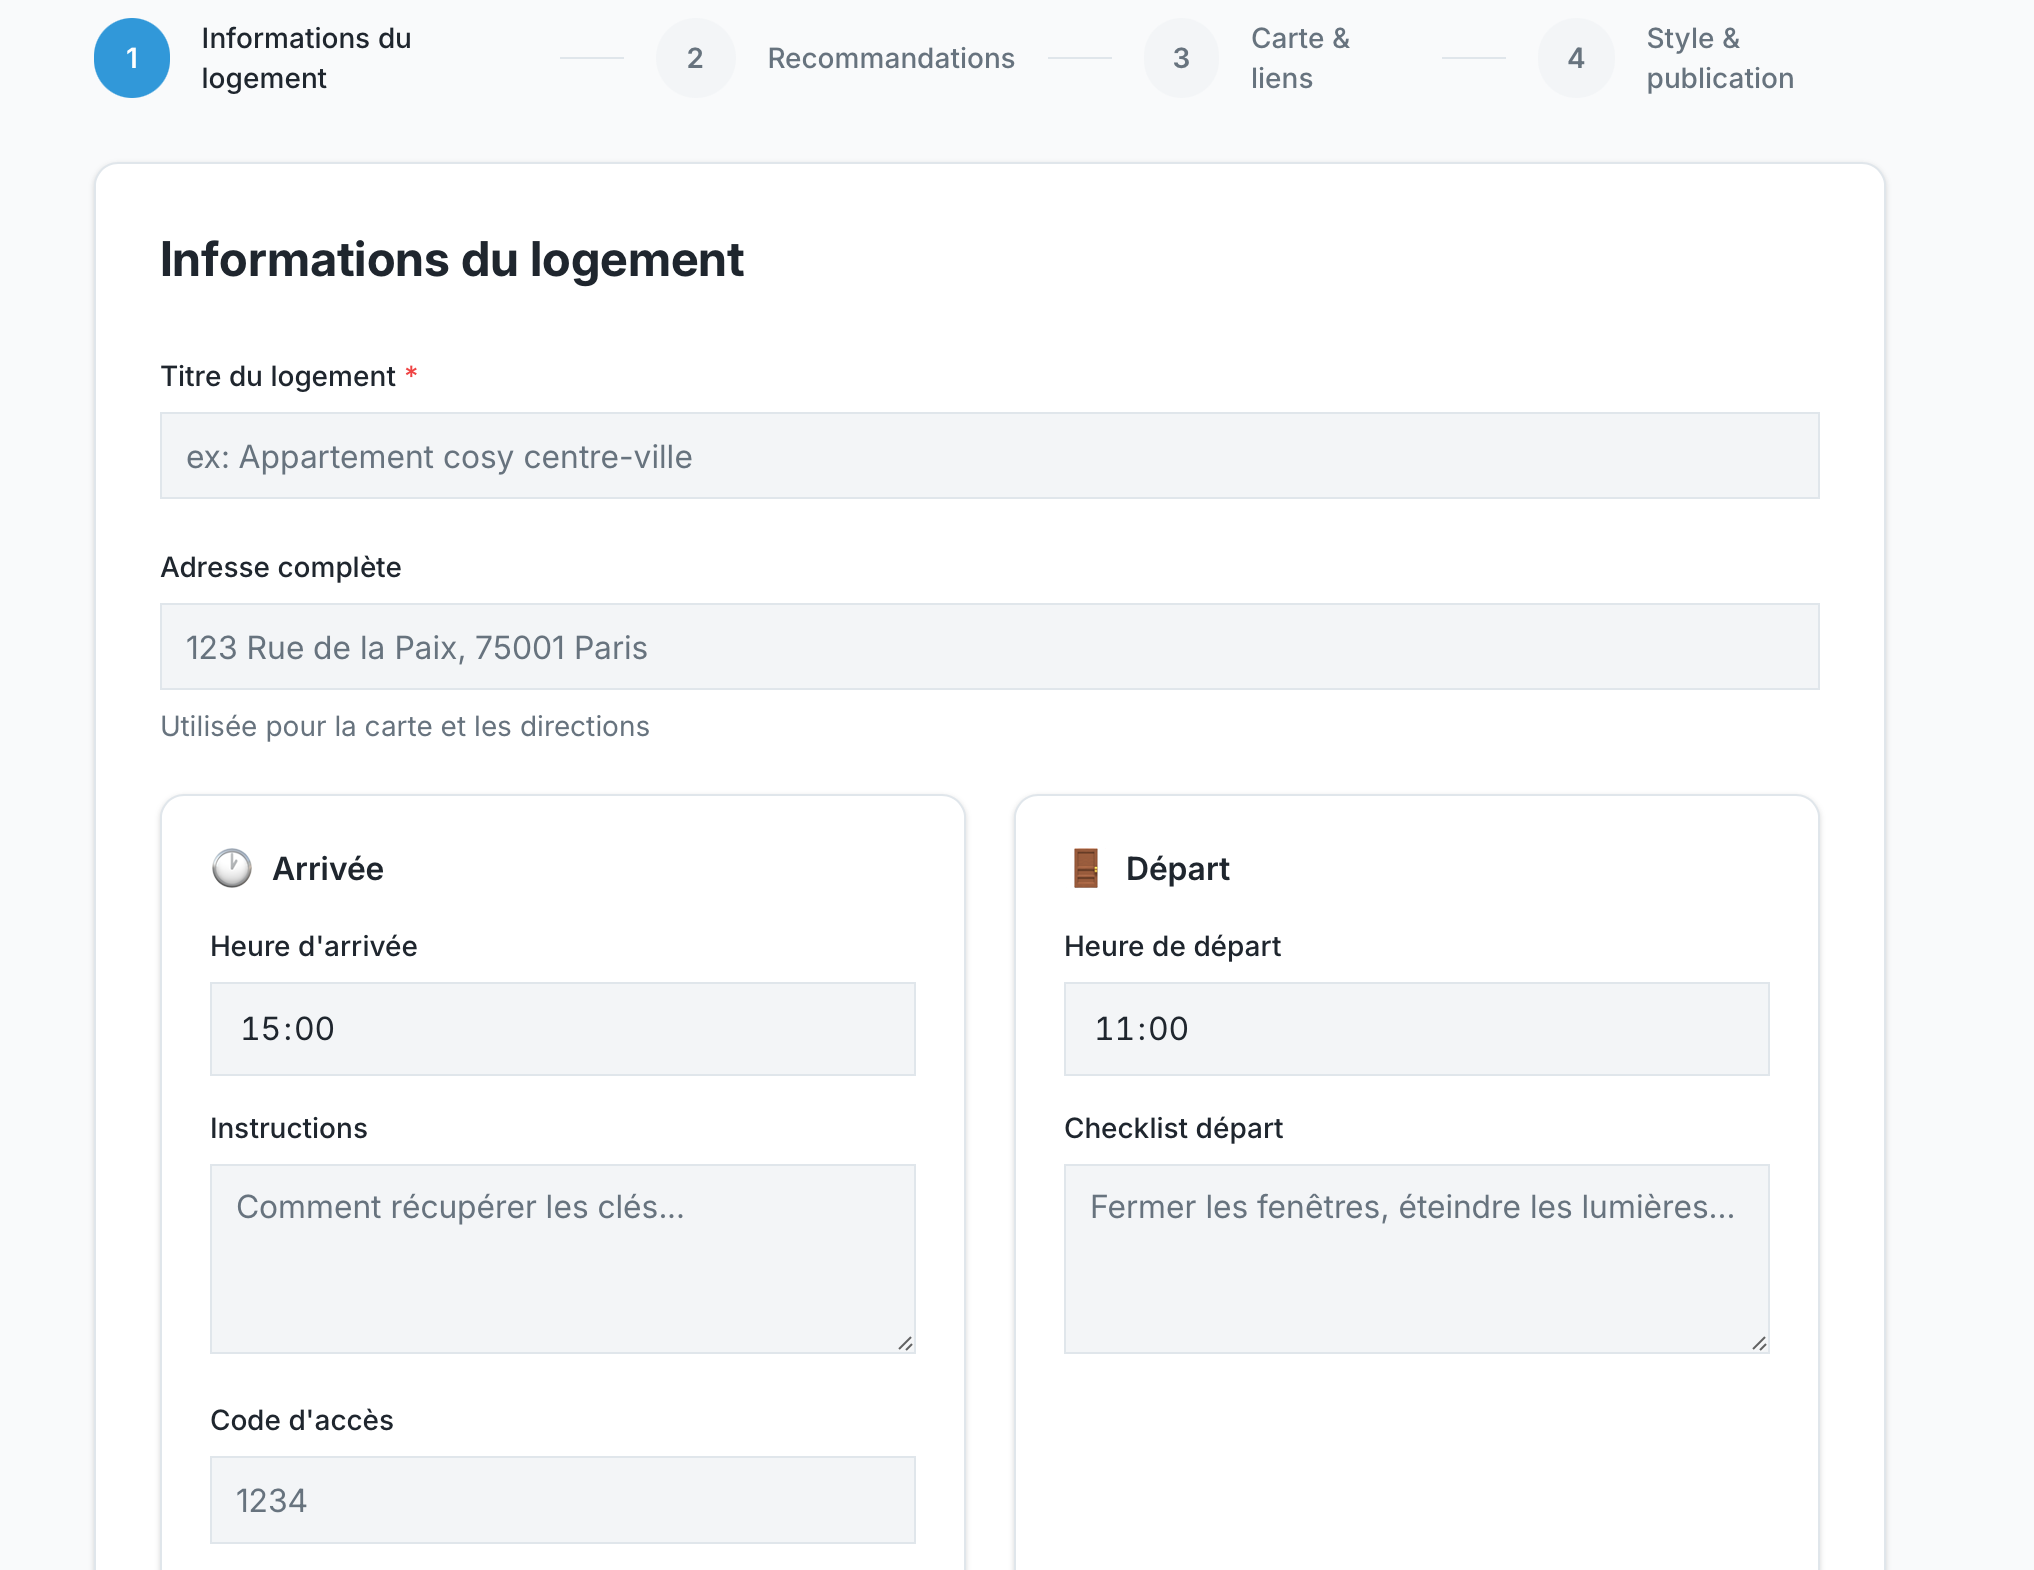 1
Informations du
logement
2
Recommandations
3
Carte &
liens
4
Style &
publication
Informations du logement
Titre du logement *
ex: Appartement cosy centre-ville
Adresse complète
123 Rue de la Paix, 75001 Paris
Utilisée pour la carte et les directions
Arrivée
Heure d'arrivée
15:00
Instructions
Comment récupérer les clés...
Code d'accès
1234
Départ
Heure de départ
11:00
Checklist départ
Fermer les fenêtres, éteindre les lumières...